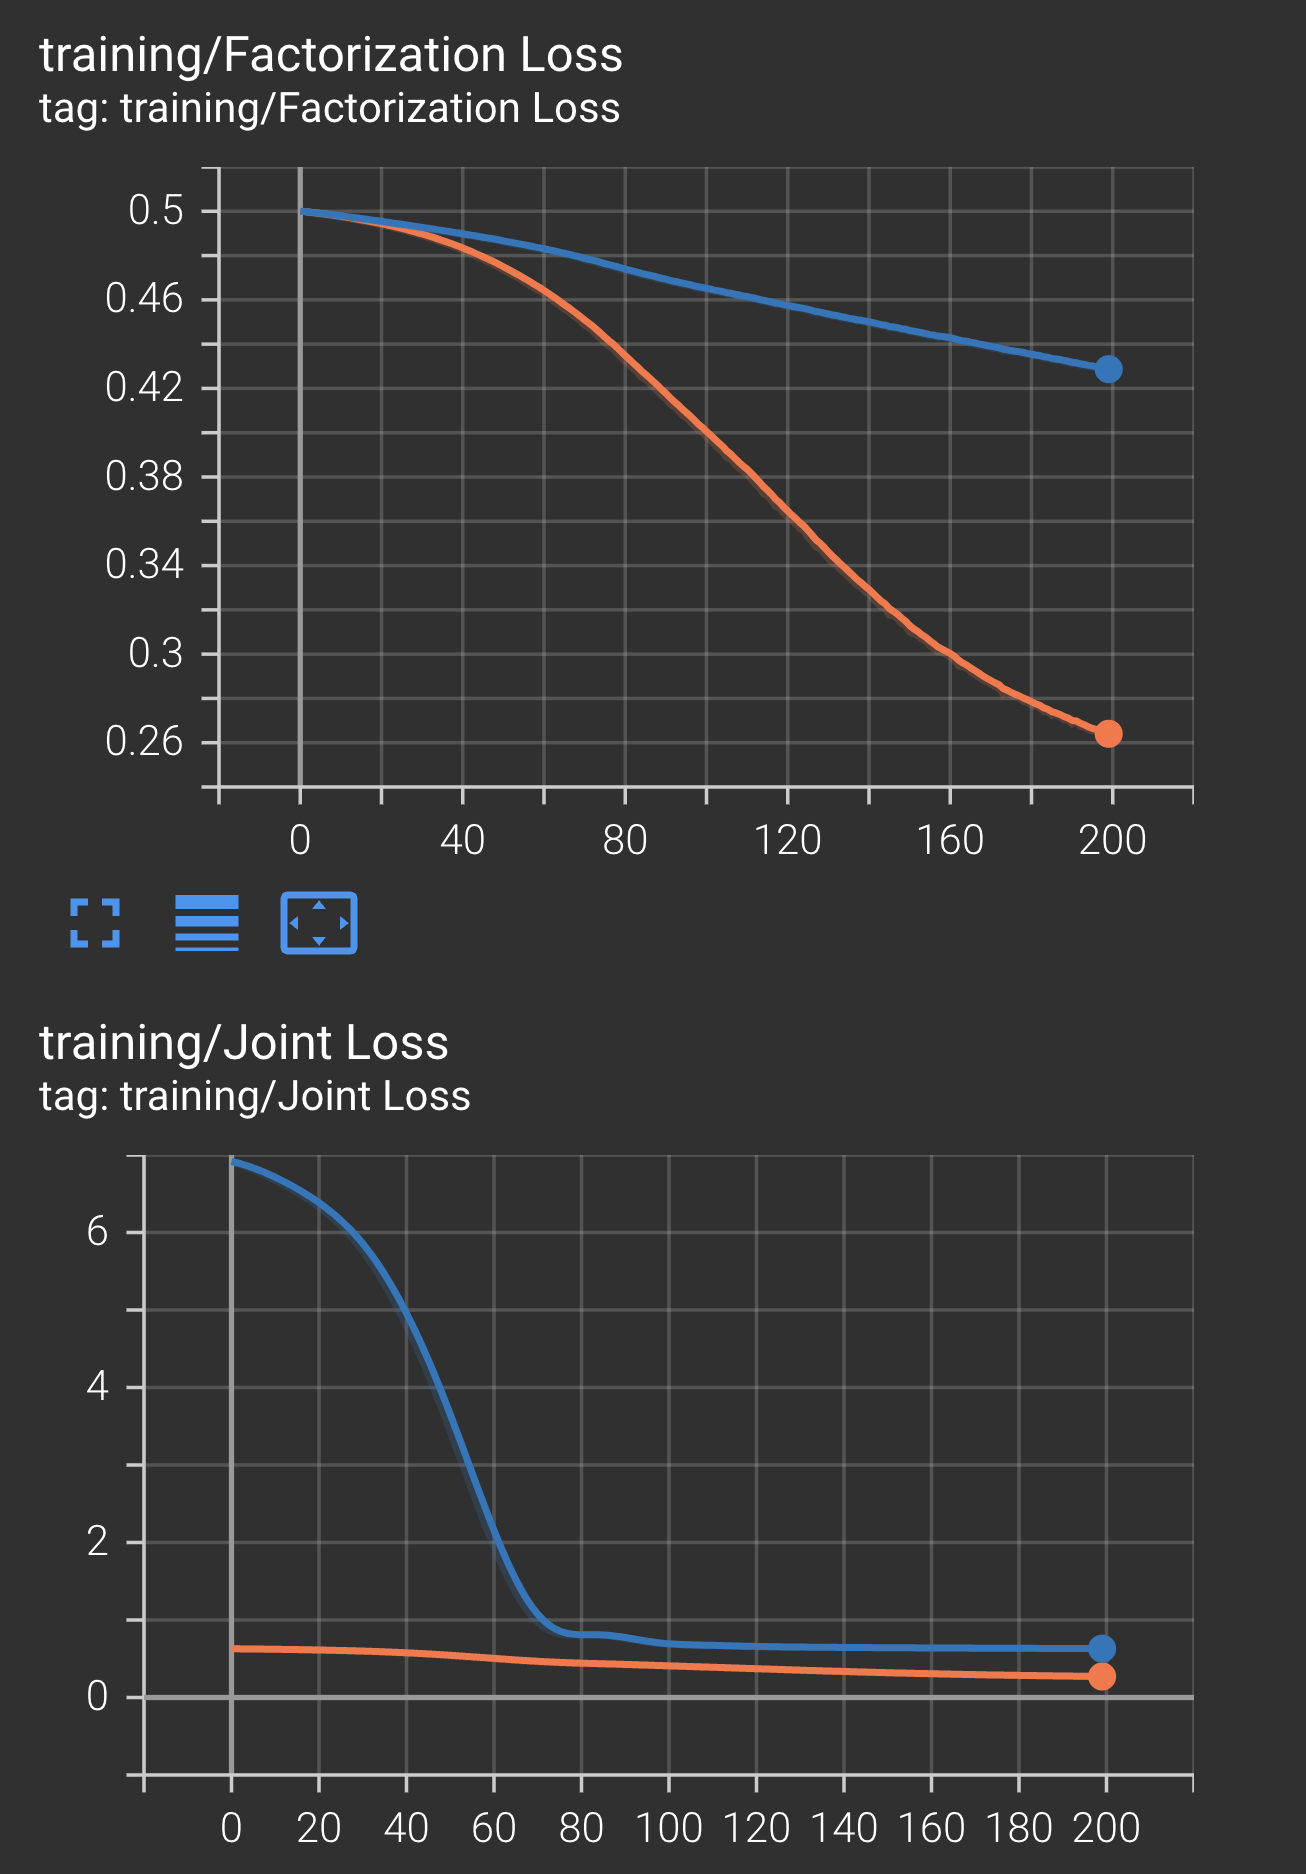 training/Factorization Loss
tag: training/Factorization Loss
0.5
0.46
0.42
0.38
0.34
0.3
0.26
0 40 80 120 160 200
training/Joint Loss
tag: training/Joint Loss
6
4
2
0
0 20 40 60 80 100 120 140 160 180 200